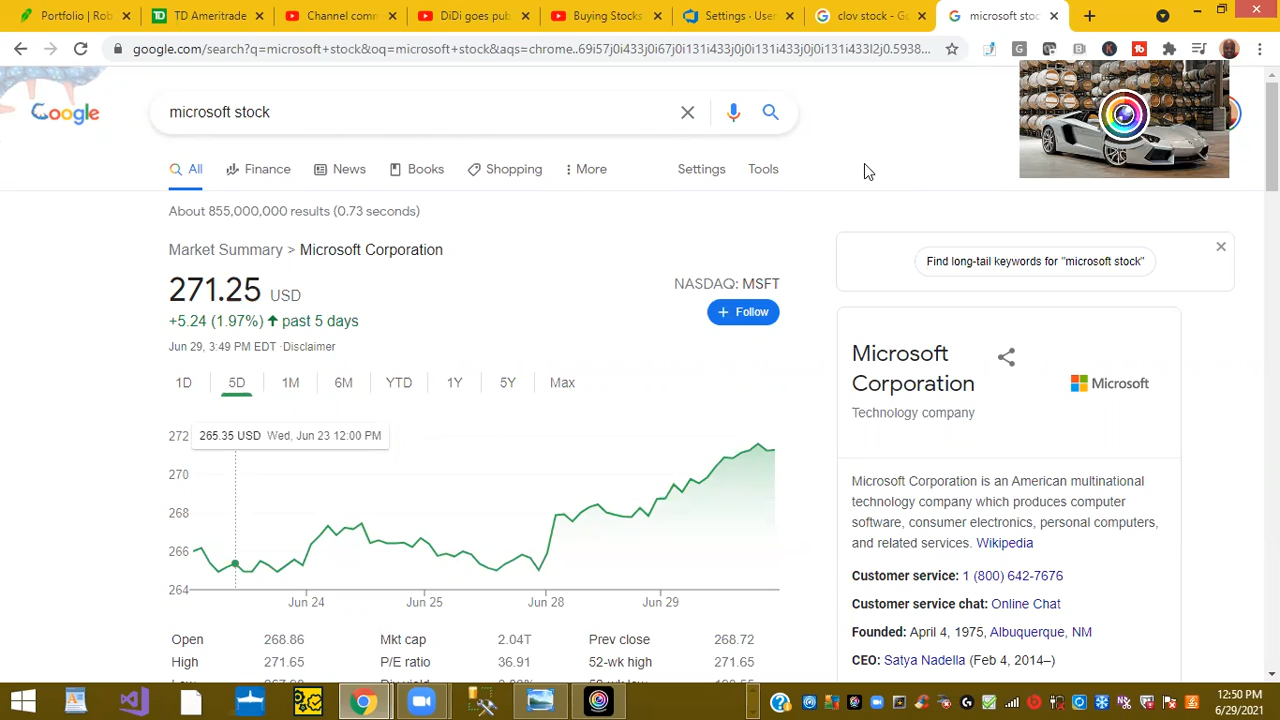 Portfolio | Rob
TD Ameritrade
Channel comm
DiDi goes pub
Buying Stocks
Settings - User
clov stock - Go
microsoft stoc
google.com/search?q=microsoft+stock&oq=microsoft+stock&aqs=chrome..69i57j0i433j0i67j0i131i433j0j0i131i433l2j0.5938...
Google
microsoft stock
All
Finance
News
Books
Shopping
More
Settings
Tools
About 855,000,000 results (0.73 seconds)
Market Summary > Microsoft Corporation
271.25 USD
NASDAQ: MSFT
+5.24 (1.97%) past 5 days
+ Follow
Jun 29, 3:49 PM EDT · Disclaimer
1D 5D 1M 6M YTD 1Y 5Y Max
265.35 USD Wed, Jun 23 12:00 PM
272
270
268
266
264
Jun 24 Jun 25 Jun 28 Jun 29
Open 268.86 Mkt cap 2.04T Prev close 268.72
High 271.65 P/E ratio 36.91 52-wk high 271.65
Find long-tail keywords for "microsoft stock"
Microsoft
Corporation
Microsoft
Technology company
Microsoft Corporation is an American multinational
technology company which produces computer
software, consumer electronics, personal computers,
and related services. Wikipedia
Customer service: 1 (800) 642-7676
Customer service chat: Online Chat
Founded: April 4, 1975, Albuquerque, NM
CEO: Satya Nadella (Feb 4, 2014–)
12:50 PM
6/29/2021